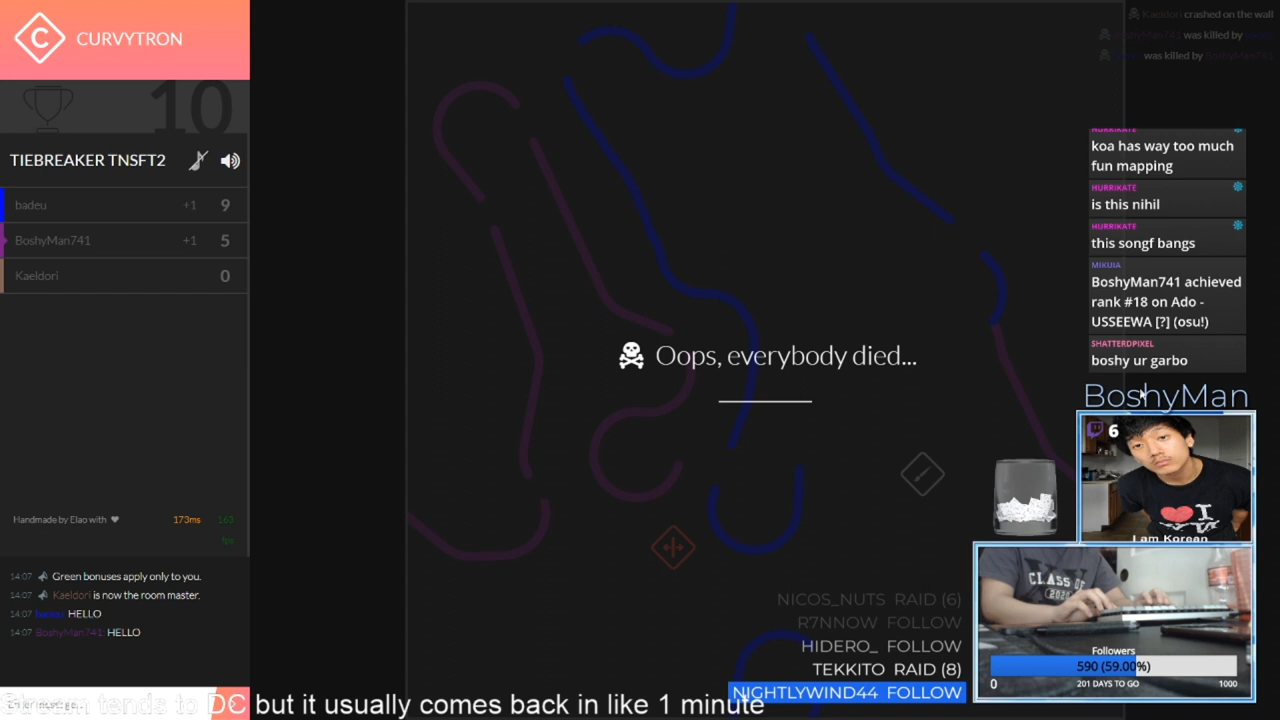 C CURVYTRON
10
TIEBREAKER TNSFT2
badeu +1 9
BoshyMan741 +1 5
Kaeldori 0
Handmade by Elao with ♥ 173ms 163
fps
14:07 Green bonuses apply only to you.
14:07 Kaeldori is now the room master.
14:07 badeu HELLO
14:07 BoshyMan741 HELLO
Stream tends to DC but it usually comes back in like 1 minute
Oops, everybody died...
Kaeldori crashed on the wall
BoshyMan741 was killed by
was killed by BoshyMan741
HURRIKATE
koa has way too much
fun mapping
HURRIKATE
is this nihil
HURRIKATE
this songf bangs
MIKUIA
BoshyMan741 achieved
rank #18 on Ado -
USSEEWA [?] (osu!)
SHATTERDPIXEL
boshy ur garbo
BoshyMan
6
I
I am Korean
CLASS OF
2020
NICOS_NUTS RAID (6)
R7NNOW FOLLOW
HIDERO_ FOLLOW
TEKKITO RAID (8)
NIGHTLYWIND44 FOLLOW
Followers
590 (59.00%)
0 201 DAYS TO GO 1000